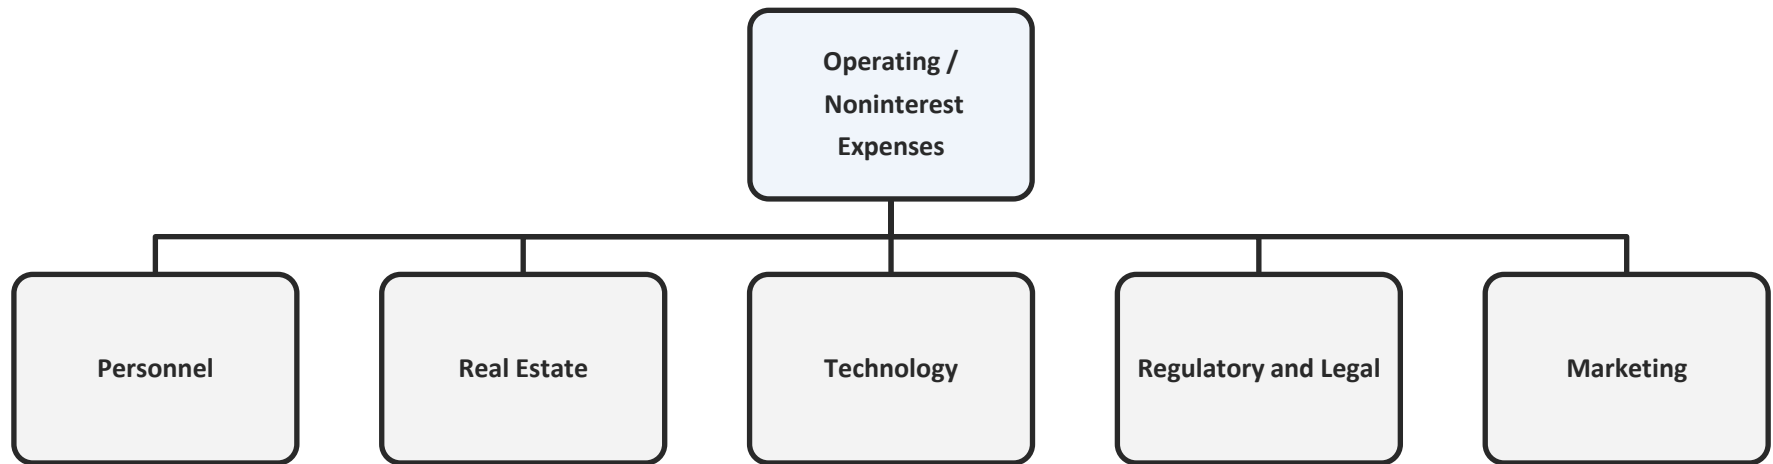 Operating /
Noninterest
Expenses
Personnel
Real Estate
Technology
Regulatory and Legal
Marketing